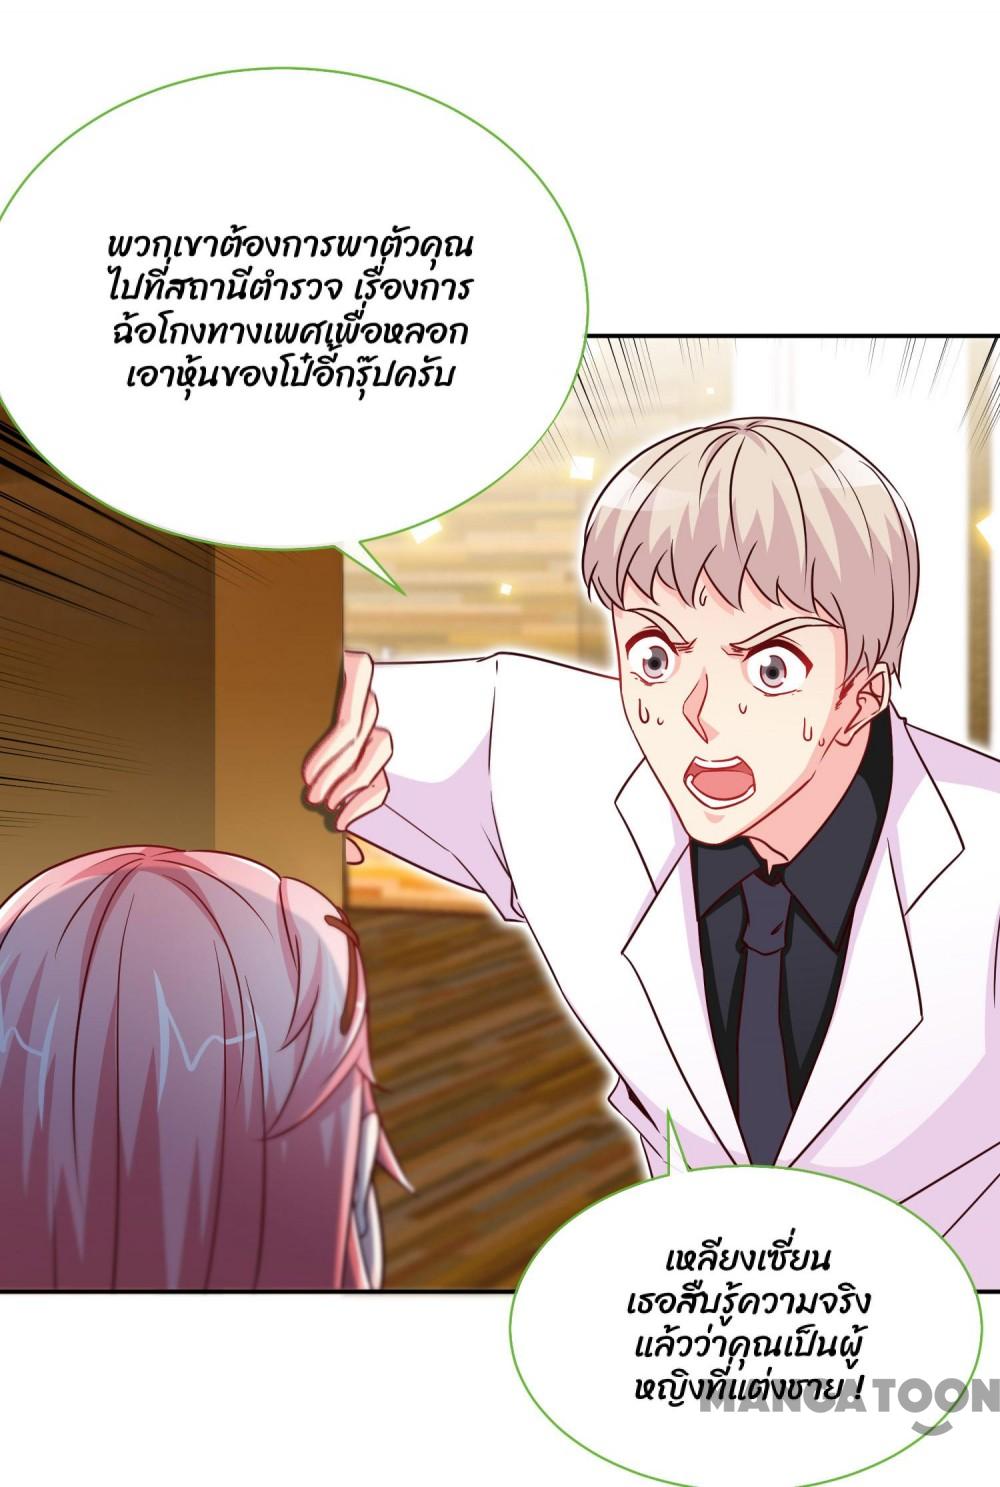 พวกเขาต้องการพาตัวคุณ
ไปที่สถานีตำรวจ เรื่องการ
ฉ้อโกงทางเพศเพื่อหลอก
เอาหุ้นของโป๋อี้กรุ๊ปครับ
เหลียงเซี่ยน
เธอสืบรู้ความจริง
แล้วว่าคุณเป็นผู้
หญิงที่แต่งชาย !
MANGATOON